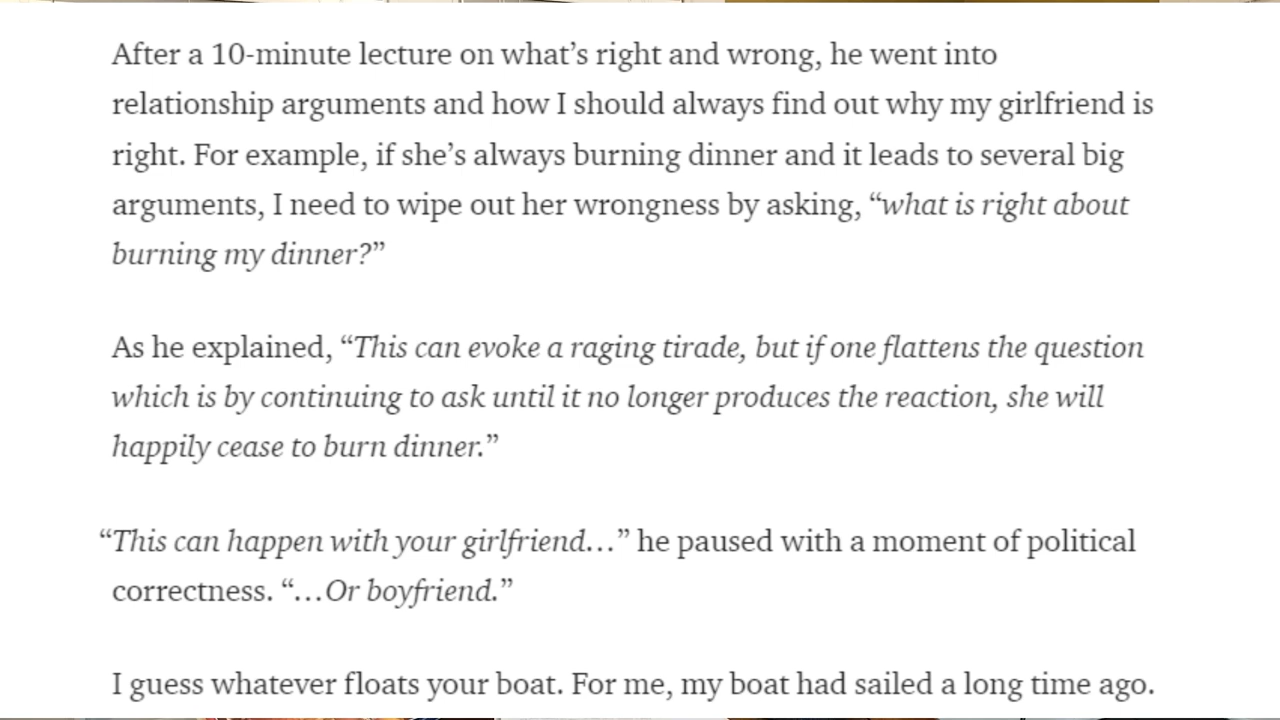 After a 10-minute lecture on what’s right and wrong, he went into
relationship arguments and how I should always find out why my girlfriend is
right. For example, if she’s always burning dinner and it leads to several big
arguments, I need to wipe out her wrongness by asking, “what is right about
burning my dinner?”
As he explained, “This can evoke a raging tirade, but if one flattens the question
which is by continuing to ask until it no longer produces the reaction, she will
happily cease to burn dinner.”
“This can happen with your girlfriend…” he paused with a moment of political
correctness. “…Or boyfriend.”
I guess whatever floats your boat. For me, my boat had sailed a long time ago.